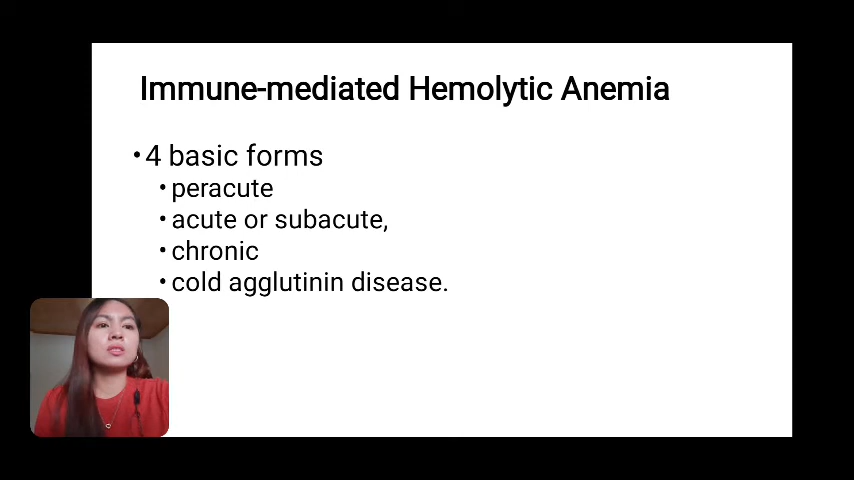 Immune-mediated Hemolytic Anemia
•4 basic forms
•peracute
•acute or subacute,
•chronic
•cold agglutinin disease.